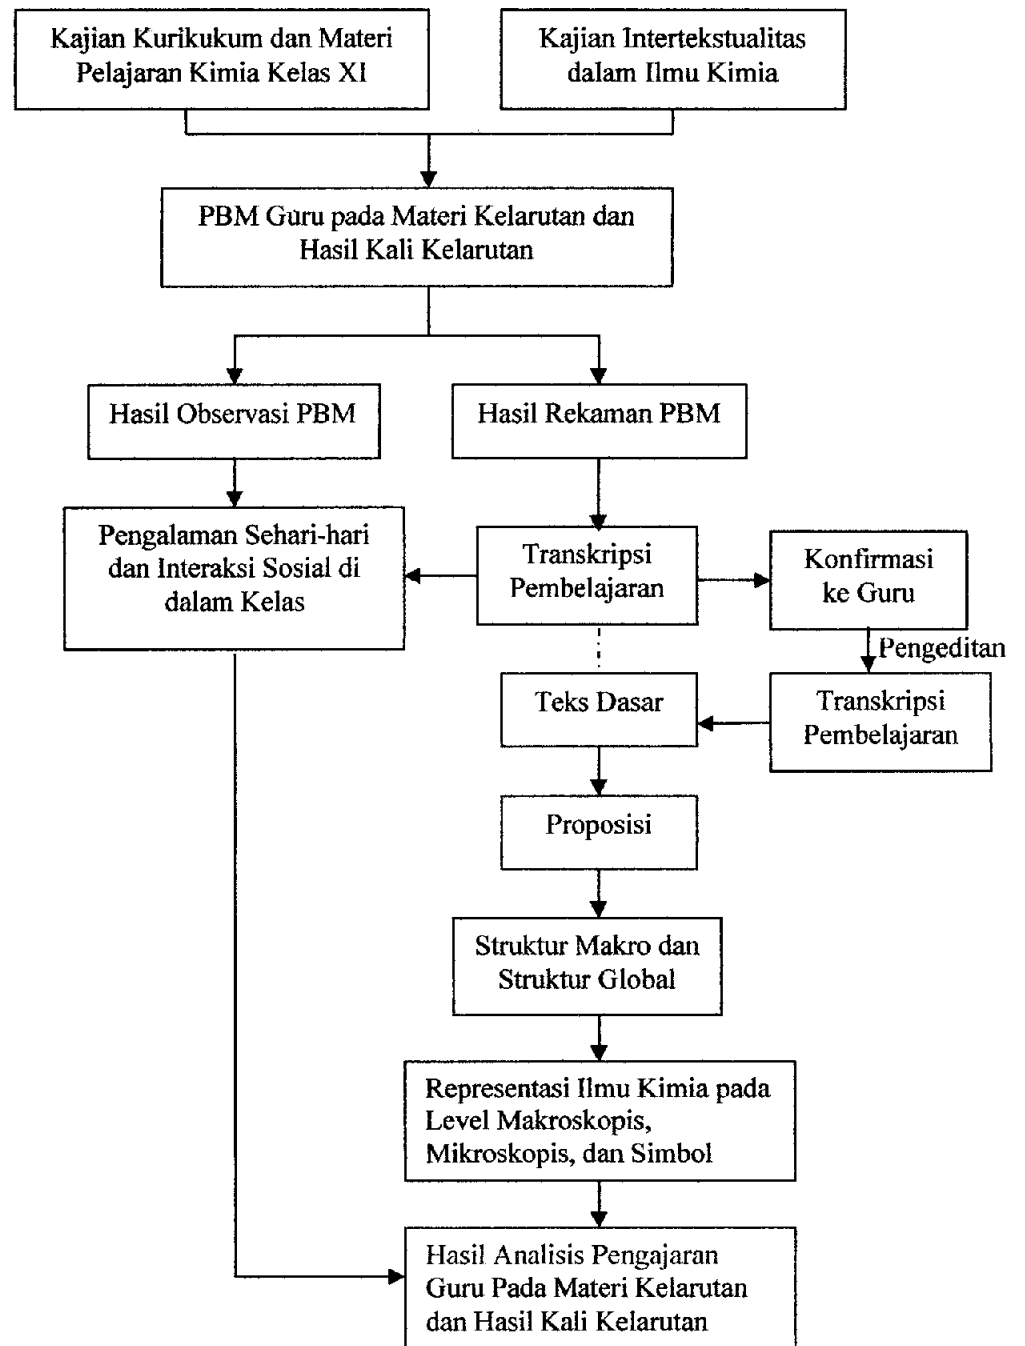 Kajian Kurikukum dan Materi
Pelajaran Kimia Kelas XI
Kajian Intertekstualitas
dalam Ilmu Kimia
PBM Guru pada Materi Kelarutan dan
Hasil Kali Kelarutan
Hasil Observasi PBM
Hasil Rekaman PBM
Pengalaman Sehari-hari
dan Interaksi Sosial di
dalam Kelas
Transkripsi
Pembelajaran
Konfirmasi
ke Guru
Pengeditan
Teks Dasar
Transkripsi
Pembelajaran
Proposisi
Struktur Makro dan
Struktur Global
Representasi Ilmu Kimia pada
Level Makroskopis,
Mikroskopis, dan Simbol
Hasil Analisis Pengajaran
Guru Pada Materi Kelarutan
dan Hasil Kali Kelarutan